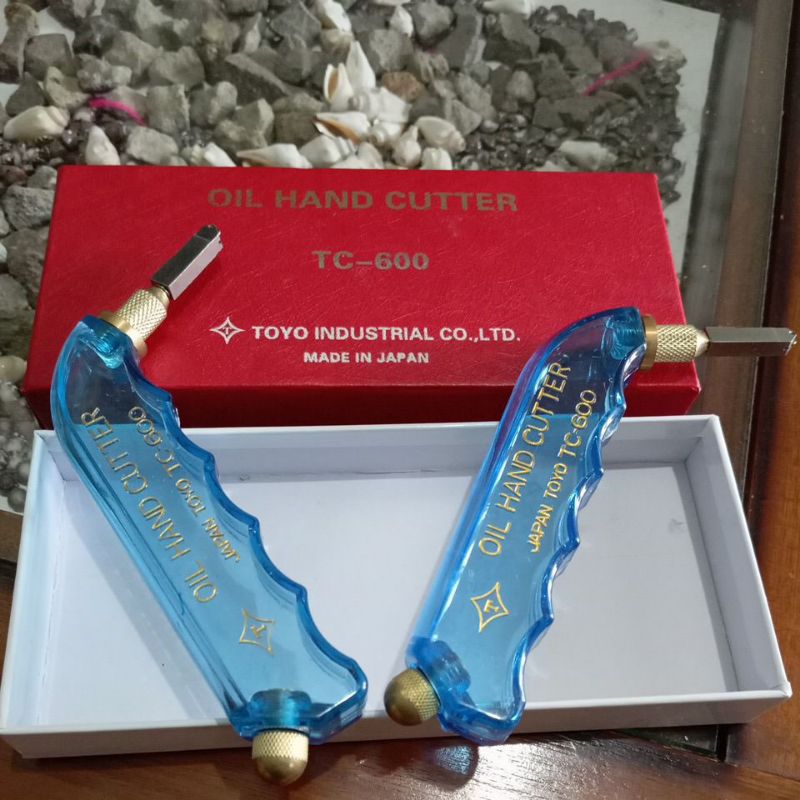 OIL HAND CUTTER
TC-600
TOYO INDUSTRIAL CO.,LTD.
MADE IN JAPAN
OIL HAND CUTTER
JAPAN TOYO TC-600
OIL HAND CUTTER
JAPAN TOYO TC-600